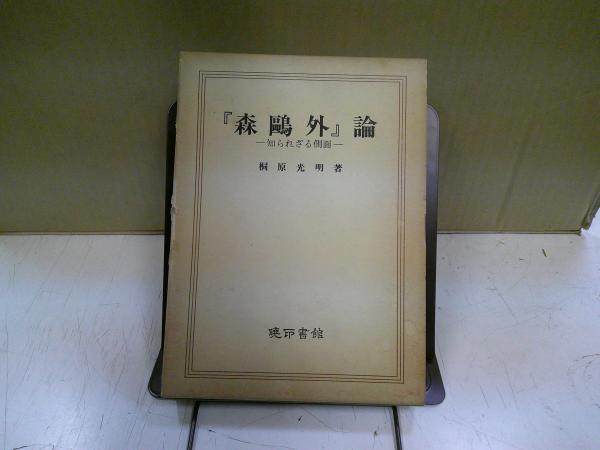 『森鷗外』論
―知られざる側面―
桐原光明著
暁印書館